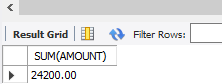 Result Grid Filter Rows:
SUM(AMOUNT)
24200.00